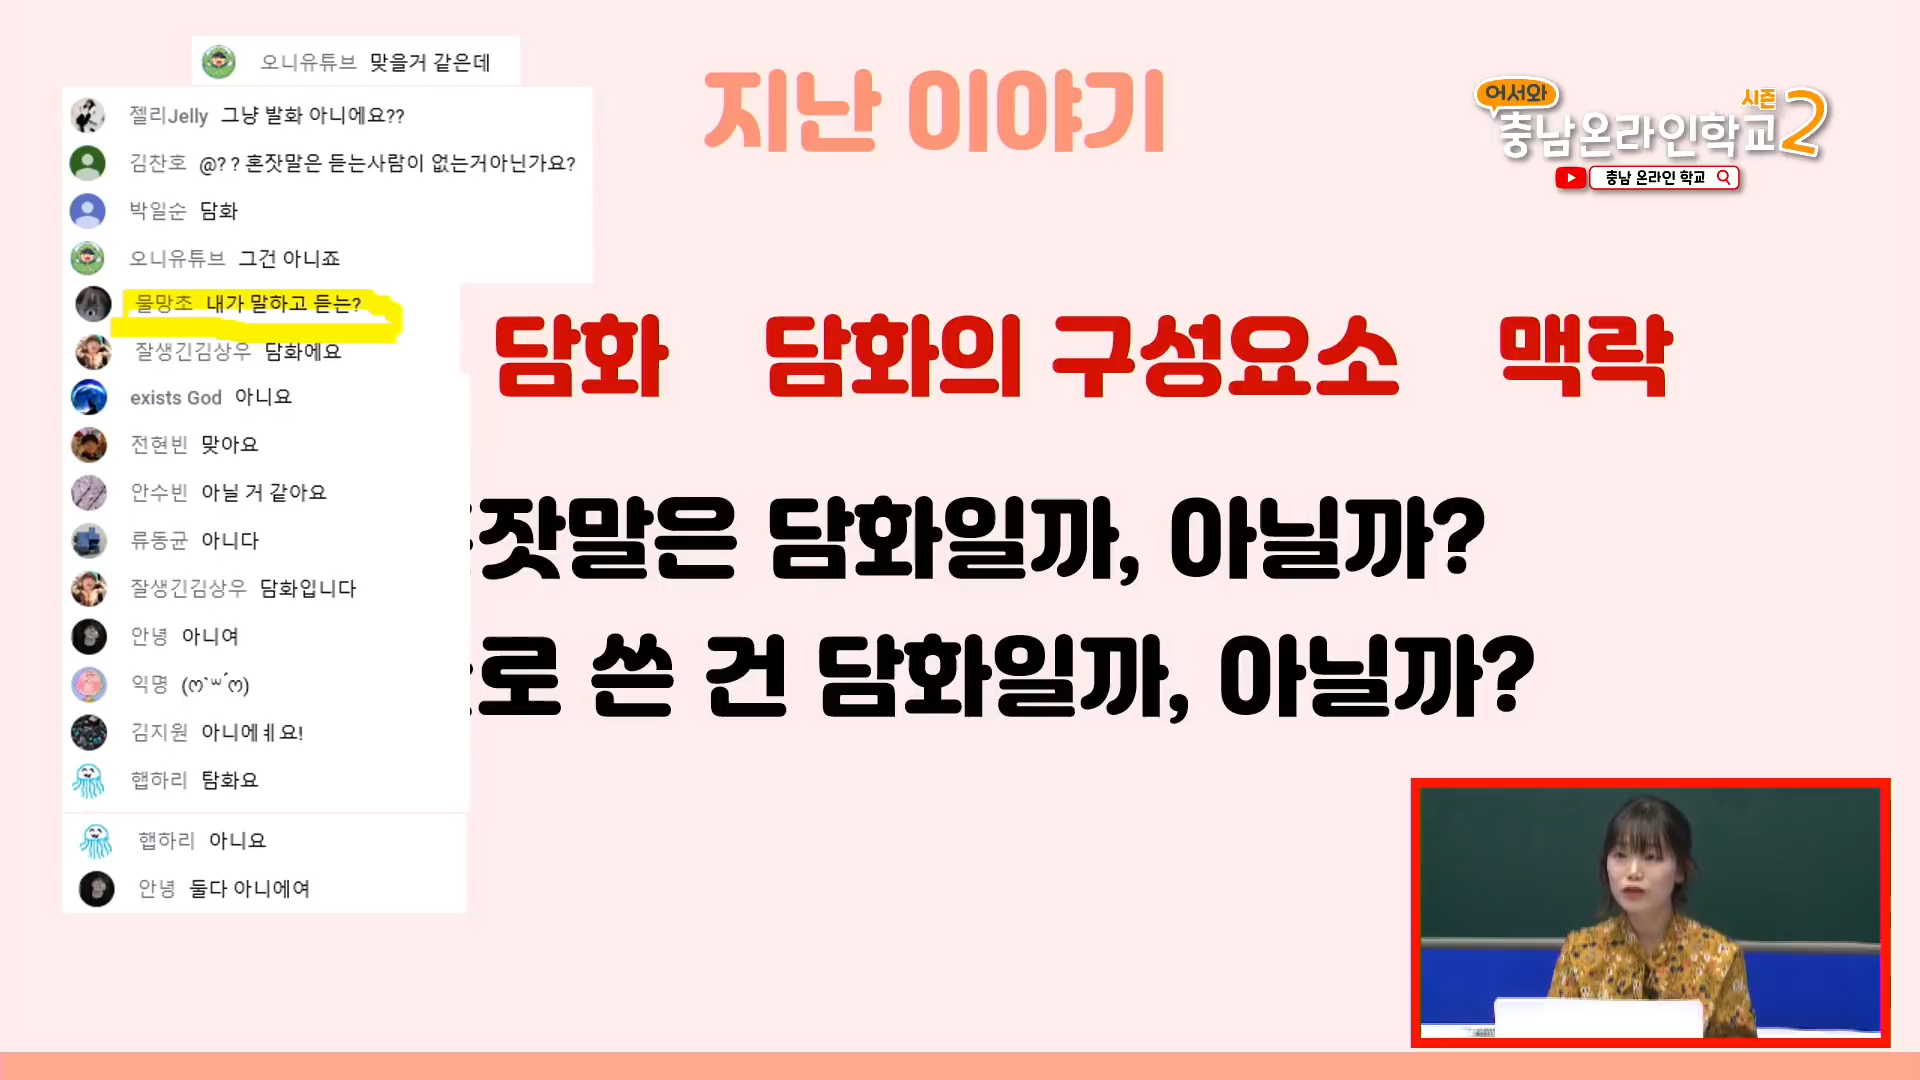 오니유튜브 맞을거 같은데
젤리Jelly 그냥 발화 아니에요??
김찬호 @? ? 혼잣말은 듣는사람이 없는거아닌가요?
박일순 담화
오니유튜브 그건 아니죠
물망초 내가 말하고 듣는?
잘생긴김상우 담화에요
exists God 아니요
전현빈 맞아요
안수빈 아닐 거 같아요
류동균 아니다
잘생긴김상우 담화입니다
안녕 아니여
익명 (ෆ`꒳´ෆ)
김지원 아니에ㅖ요!
햅하리 탐화요
햅하리 아니요
안녕 둘다 아니에여
지난 이야기
어서와
시즌
충남온라인학교2
충남 온라인 학교
담화 담화의 구성요소 맥락
잣말은 담화일까, 아닐까?
로 쓴 건 담화일까, 아닐까?